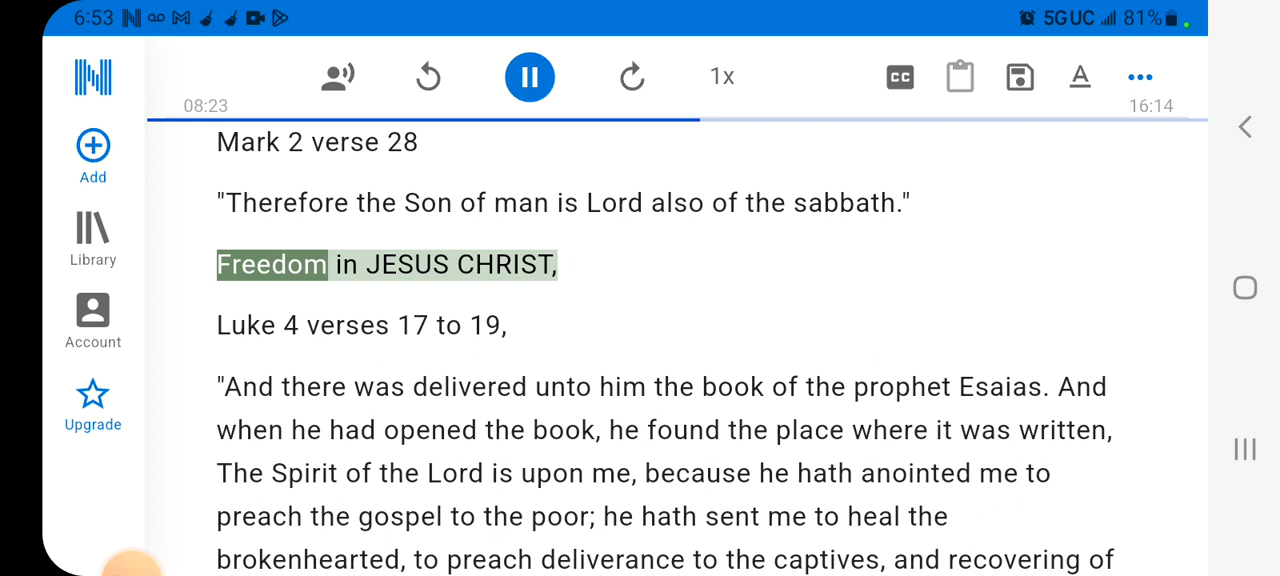 6:53 5GUC 81%
1x
08:23 CC A 16:14
Add
Library
Account
Upgrade
Mark 2 verse 28
"Therefore the Son of man is Lord also of the sabbath."
Freedom in JESUS CHRIST,
Luke 4 verses 17 to 19,
"And there was delivered unto him the book of the prophet Esaias. And
when he had opened the book, he found the place where it was written,
The Spirit of the Lord is upon me, because he hath anointed me to
preach the gospel to the poor; he hath sent me to heal the
brokenhearted, to preach deliverance to the captives, and recovering of